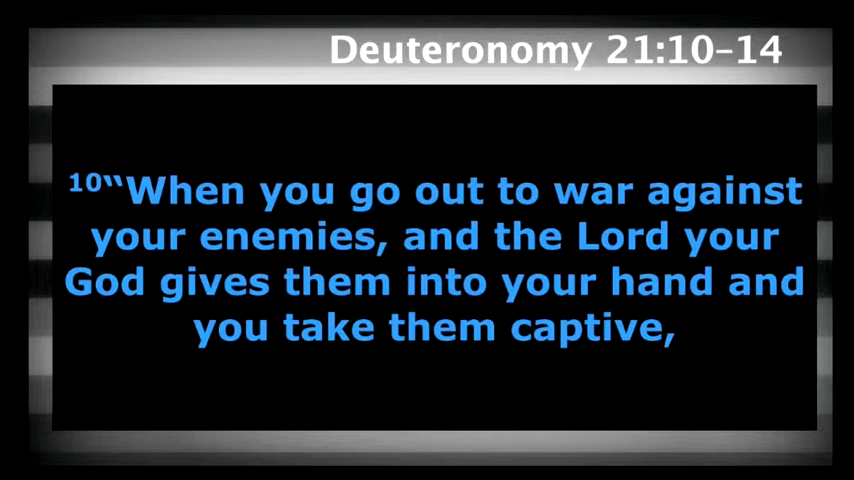 Deuteronomy 21:10–14
10“When you go out to war against
your enemies, and the Lord your
God gives them into your hand and
you take them captive,